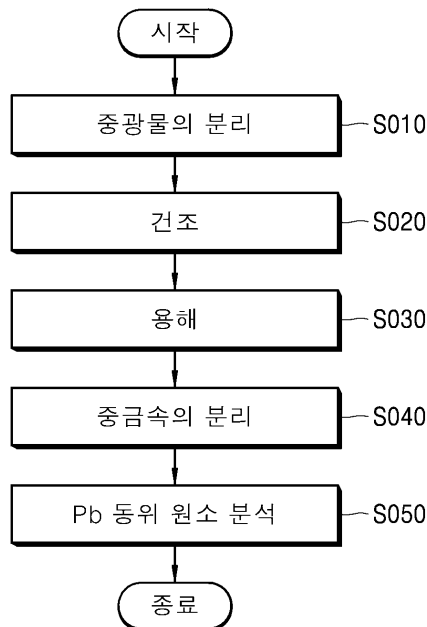 시작
중광물의 분리
S010
건조
S020
용해
S030
중금속의 분리
S040
Pb 동위 원소 분석
S050
종료